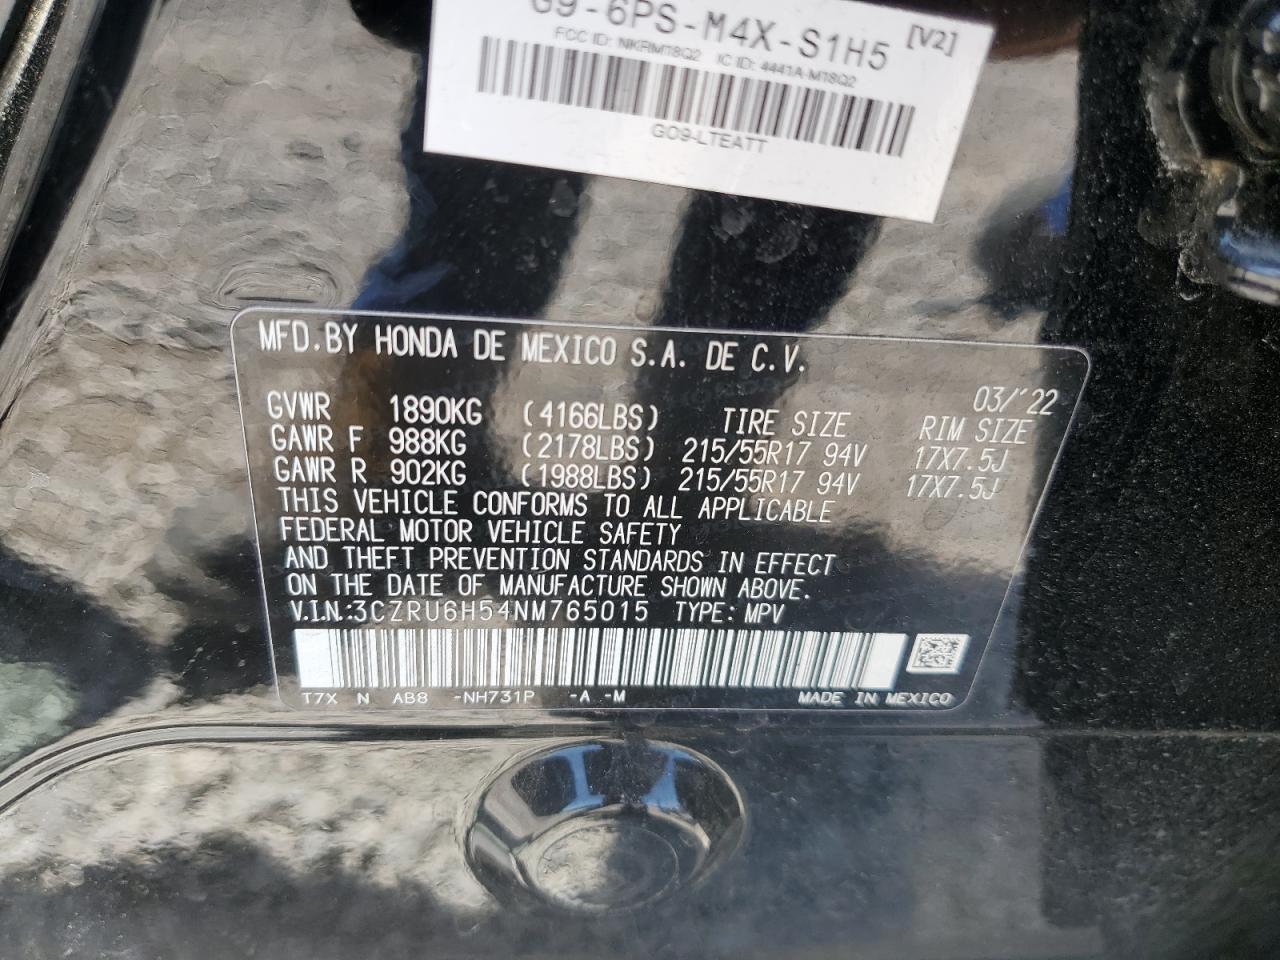 G9-6PS-M4X-S1H5 [V2]
FCC ID: NKRM18Q2 IC ID: 4441A-M18Q2
GO9-LTEATT
MFD.BY HONDA DE MEXICO S.A. DE C.V.
03/'22
GVWR 1890KG (4166LBS) TIRE SIZE RIM SIZE
GAWR F 988KG (2178LBS) 215/55R17 94V 17X7.5J
GAWR R 902KG (1988LBS) 215/55R17 94V 17X7.5J
THIS VEHICLE CONFORMS TO ALL APPLICABLE
FEDERAL MOTOR VEHICLE SAFETY
AND THEFT PREVENTION STANDARDS IN EFFECT
ON THE DATE OF MANUFACTURE SHOWN ABOVE.
V.I.N.:3CZRU6H54NM765015 TYPE: MPV
T7X N AB8 -NH731P -A -M MADE IN MEXICO